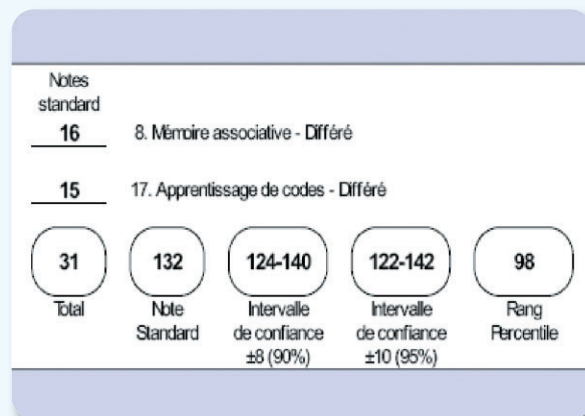 Notes
standard
16 8. Mémoire associative - Différé
15 17. Apprentissage de codes - Différé
31 132 124-140 122-142 98
Total Note Intervalle Intervalle Rang
Standard de confiance de confiance Percentile
±8 (90%) ±10 (95%)